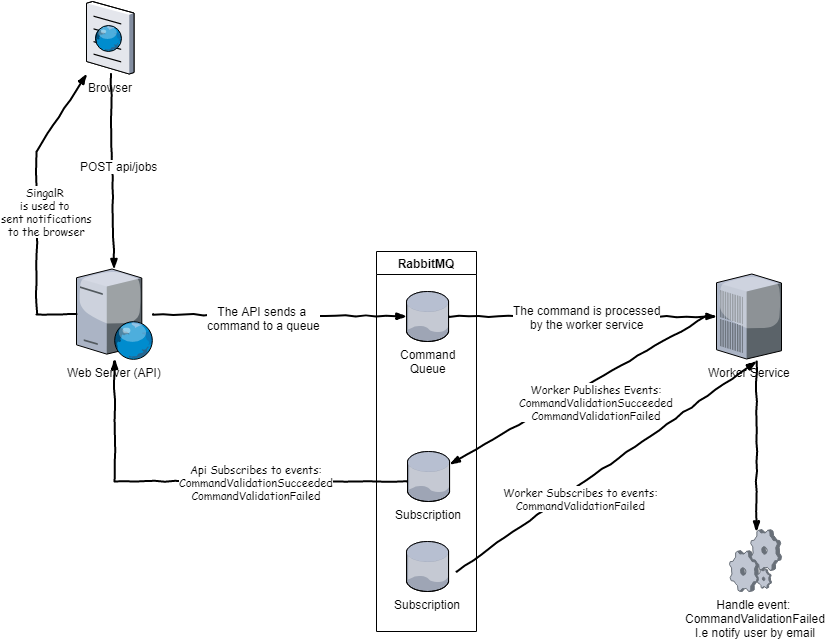 Browser
POST api/jobs
SingalR
is used to
sent notifications
to the browser
Web Server (API)
The API sends a
command to a queue
RabbitMQ
Command
Queue
The command is processed
by the worker service
Worker Service
Worker Publishes Events:
CommandValidationSucceeded
CommandValidationFailed
Api Subscribes to events:
CommandValidationSucceeded
CommandValidationFailed
Subscription
Worker Subscribes to events:
CommandValidationFailed
Subscription
Handle event:
CommandValidationFailed
I.e notify user by email